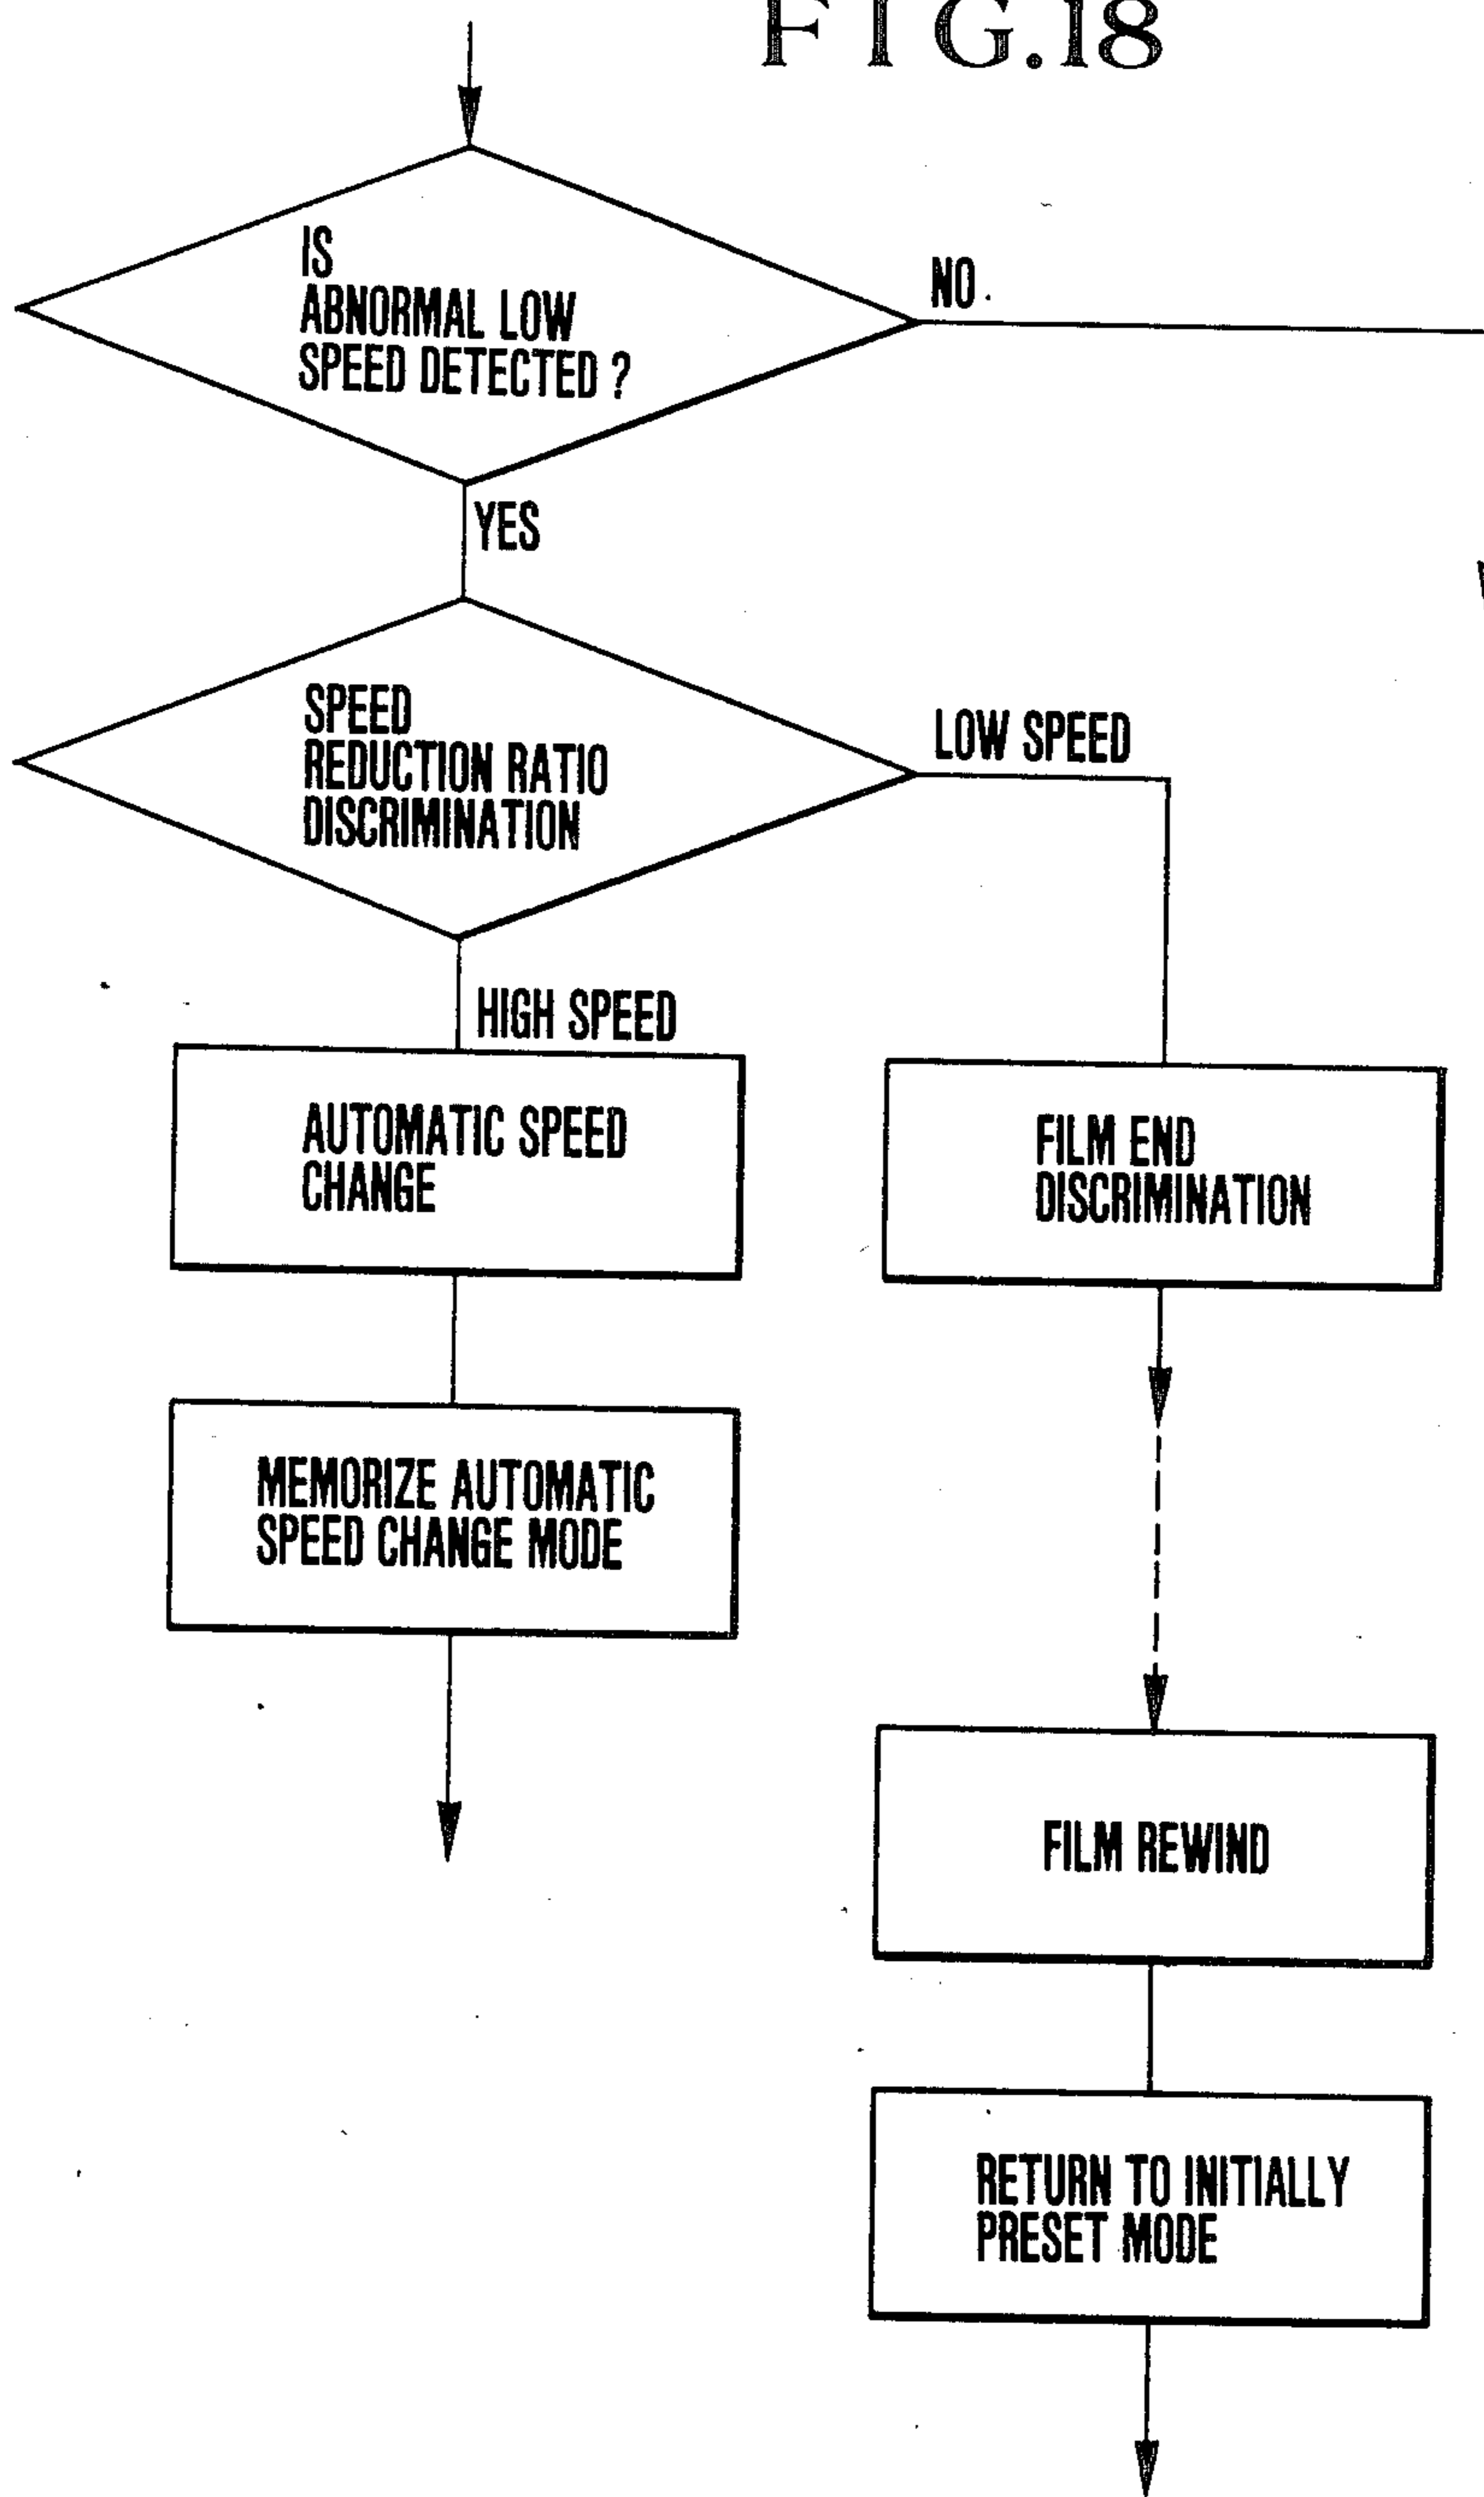 FIG.18
IS
ABNORMAL LOW
SPEED DETECTED ?
NO.
YES
SPEED
REDUCTION RATIO
DISCRIMINATION
LOW SPEED
HIGH SPEED
AUTOMATIC SPEED
CHANGE
FILM END
DISCRIMINATION
MEMORIZE AUTOMATIC
SPEED CHANGE MODE
FILM REWIND
RETURN TO INITIALLY
PRESET MODE